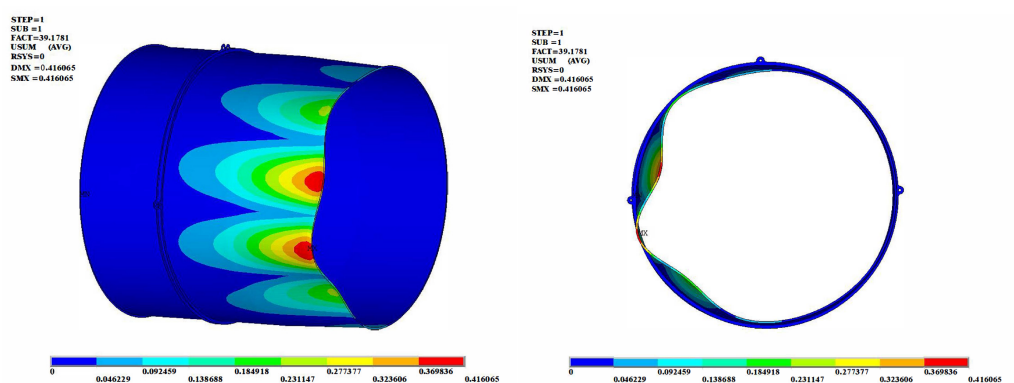 STEP=1
SUB =1
FACT=39.1781
USUM (AVG)
RSYS=0
DMX =0.416065
SMX =0.416065
0 0.092459 0.184918 0.277377 0.369836
0.046229 0.138688 0.231147 0.323606 0.416065
STEP=1
SUB =1
FACT=39.1781
USUM (AVG)
RSYS=0
DMX =0.416065
SMX =0.416065
MX
0 0.092459 0.184918 0.277377 0.369836
0.046229 0.138688 0.231147 0.323606 0.416065